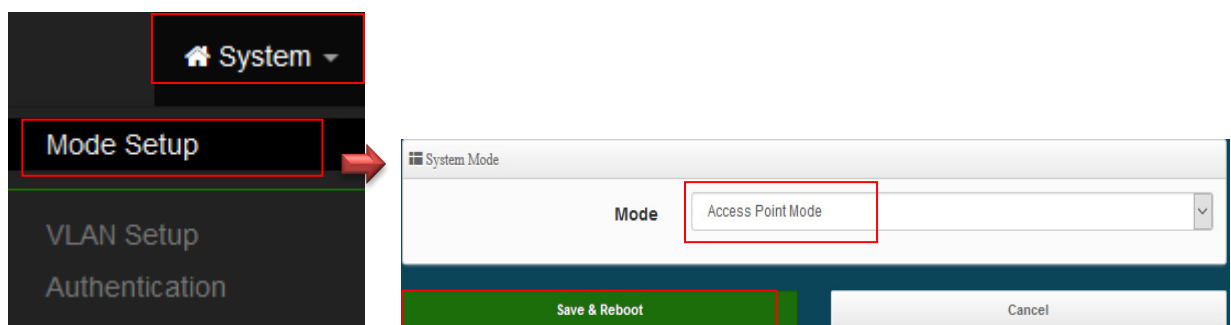 System
Mode Setup
VLAN Setup
Authentication
System Mode
Mode
Access Point Mode
Save & Reboot
Cancel